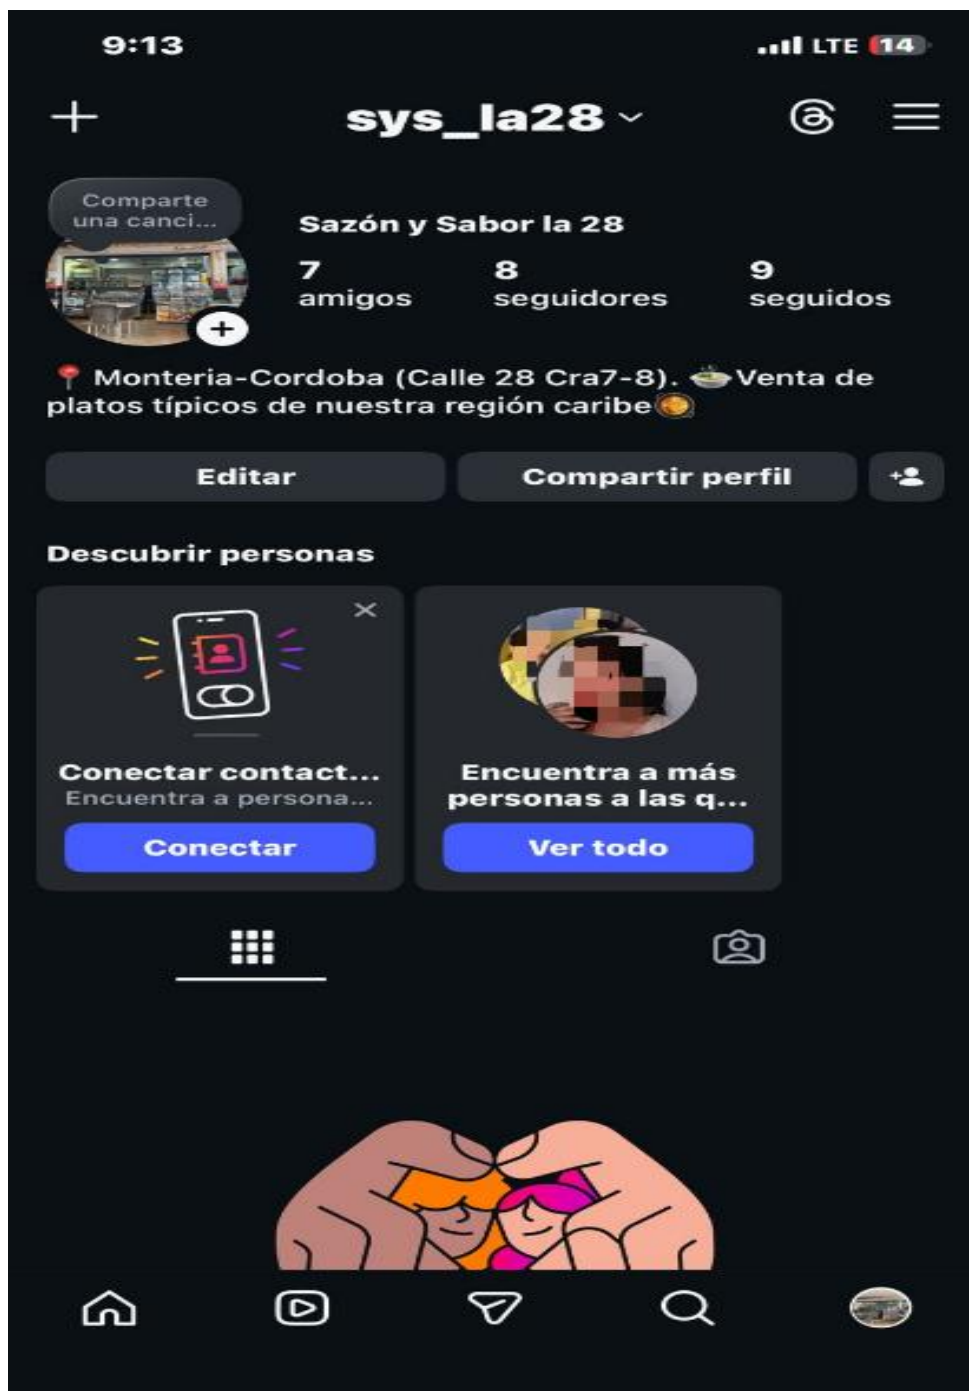 9:13
LTE 14
sys_la28
Comparte
una canci...
Sazón y Sabor la 28
7 8 9
amigos seguidores seguidos
📍 Monteria-Cordoba (Calle 28 Cra7-8). 🍲Venta de
platos típicos de nuestra región caribe🥘
Editar
Compartir perfil
Descubrir personas
Conectar contact...
Encuentra a persona...
Conectar
Encuentra a más
personas a las q...
Ver todo